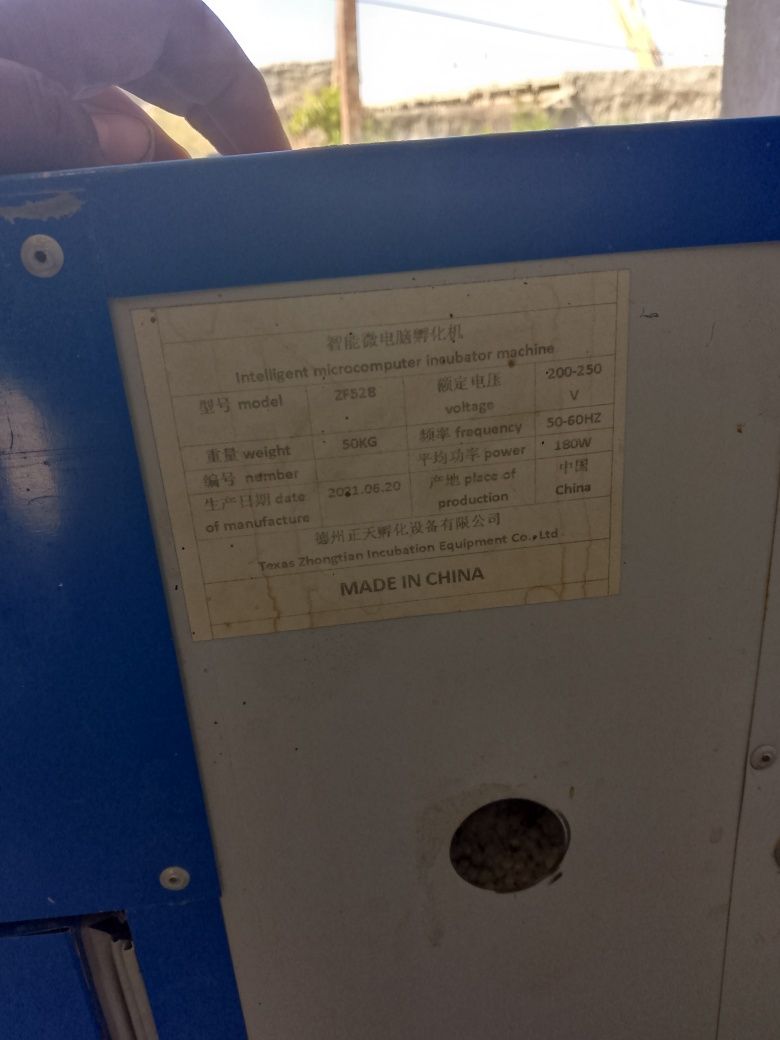 智能微电脑孵化机
Intelligent microcomputer incubator machine
型号 model ZF528 额定电压 voltage 200-250 V
重量 weight 50KG 频率 frequency 50-60HZ
编号 number 平均功率 power 180W
生产日期 date of manufacture 2021.06.20 产地 place of production 中国 China
德州正天孵化设备有限公司
Texas Zhongtian Incubation Equipment Co., Ltd
MADE IN CHINA